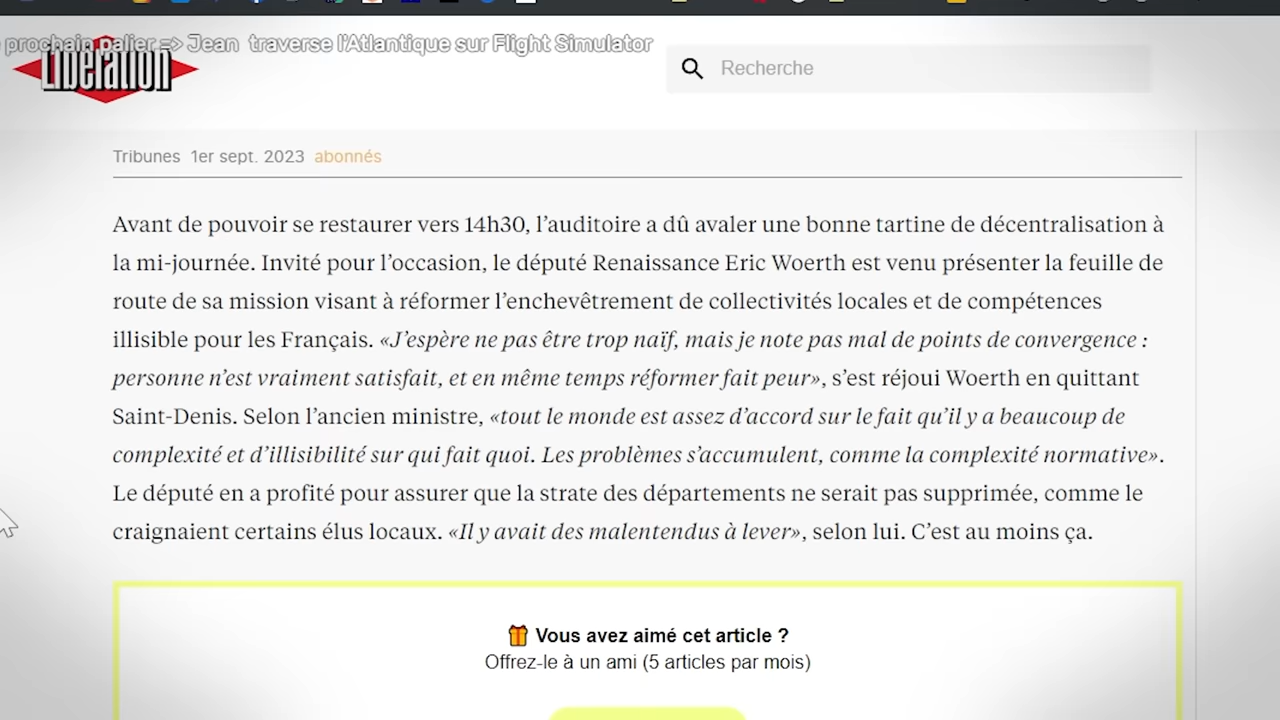 prochain palier => Jean traverse l'Atlantique sur Flight Simulator
Libération
Recherche
Tribunes 1er sept. 2023 abonnés
Avant de pouvoir se restaurer vers 14h30, l’auditoire a dû avaler une bonne tartine de décentralisation à
la mi-journée. Invité pour l’occasion, le député Renaissance Eric Woerth est venu présenter la feuille de
route de sa mission visant à réformer l’enchevêtrement de collectivités locales et de compétences
illisible pour les Français. «J’espère ne pas être trop naïf, mais je note pas mal de points de convergence :
personne n’est vraiment satisfait, et en même temps réformer fait peur», s’est réjoui Woerth en quittant
Saint-Denis. Selon l’ancien ministre, «tout le monde est assez d’accord sur le fait qu’il y a beaucoup de
complexité et d’illisibilité sur qui fait quoi. Les problèmes s’accumulent, comme la complexité normative».
Le député en a profité pour assurer que la strate des départements ne serait pas supprimée, comme le
craignaient certains élus locaux. «Il y avait des malentendus à lever», selon lui. C’est au moins ça.
Vous avez aimé cet article ?
Offrez-le à un ami (5 articles par mois)